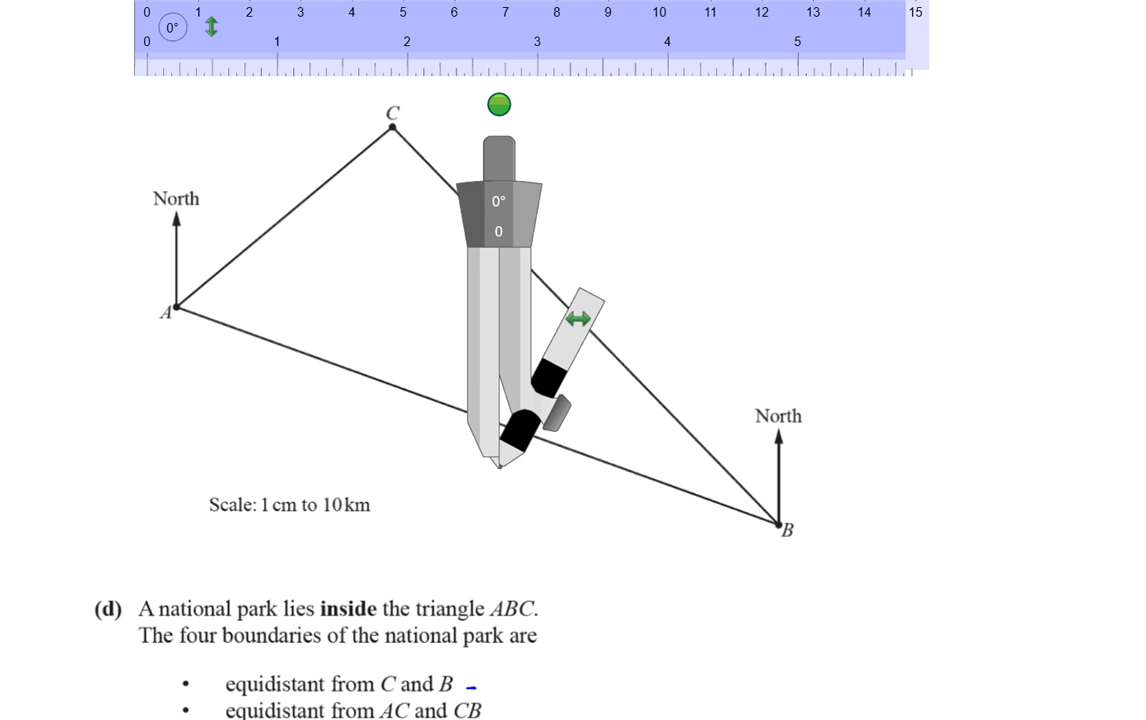 0 1 2 3 4 5 6 7 8 9 10 11 12 13 14 15
0°
0 1 2 3 4 5
C
North
0°
0
A
North
B
Scale: 1 cm to 10 km
(d) A national park lies inside the triangle ABC.
The four boundaries of the national park are
• equidistant from C and B
• equidistant from AC and CB